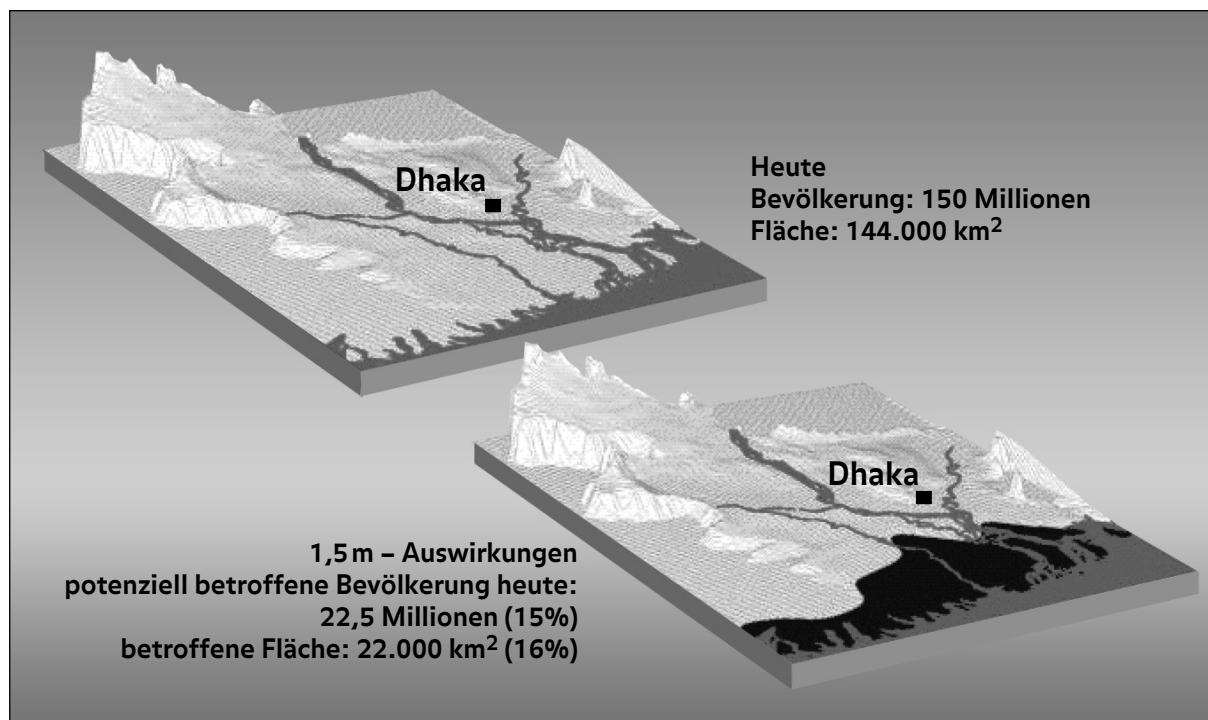 Dhaka
Heute
Bevölkerung: 150 Millionen
Fläche: 144.000 km²
Dhaka
1,5 m – Auswirkungen
potenziell betroffene Bevölkerung heute:
22,5 Millionen (15%)
betroffene Fläche: 22.000 km² (16%)